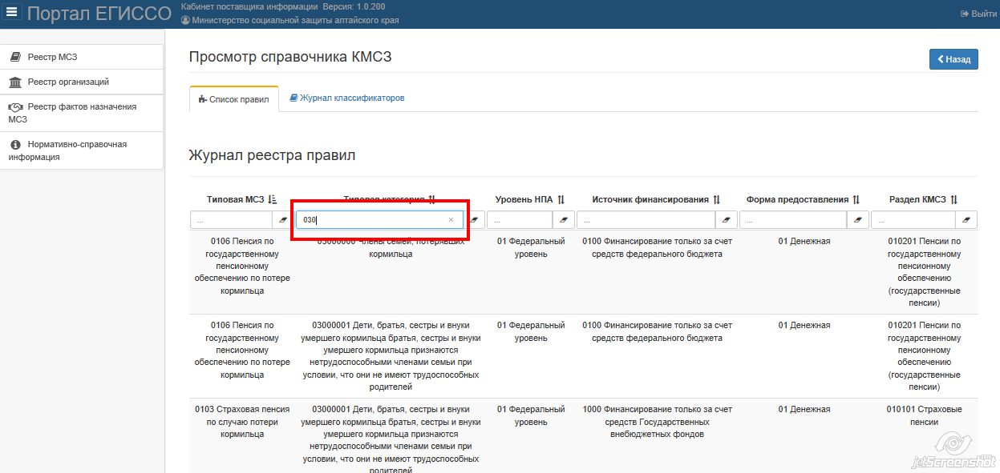 Портал ЕГИССО
Кабинет поставщика информации Версия: 1.0.200
Министерство социальной защиты алтайского края
Выйти
Реестр МСЗ
Реестр организаций
Реестр фактов назначения
МСЗ
Нормативно-справочная
информация
Просмотр справочника КМСЗ
Назад
Список правил
Журнал классификаторов
Журнал реестра правил
Типовая МСЗ
Типовая категория
Уровень НПА
Источник финансирования
Форма предоставления
Раздел КМСЗ
...
030
×
...
...
...
...
0106 Пенсия по
государственному
пенсионному
обеспечению по потере
кормильца
03000000 Члены семей, потерявших
кормильца
01 Федеральный
уровень
0100 Финансирование только за счет
средств федерального бюджета
01 Денежная
010201 Пенсии по
государственному
пенсионному
обеспечению
(государственные
пенсии)
0106 Пенсия по
государственному
пенсионному
обеспечению по потере
кормильца
03000001 Дети, братья, сестры и внуки
умершего кормильца братья, сестры и внуки
умершего кормильца признаются
нетрудоспособными членами семьи при
условии, что они не имеют трудоспособных
родителей
01 Федеральный
уровень
0100 Финансирование только за счет
средств федерального бюджета
01 Денежная
010201 Пенсии по
государственному
пенсионному
обеспечению
(государственные
пенсии)
0103 Страховая пенсия
по случаю потери
кормильца
03000001 Дети, братья, сестры и внуки
умершего кормильца братья, сестры и внуки
умершего кормильца признаются
нетрудоспособными членами семьи при
условии, что они не имеют трудоспособных
родителей
01 Федеральный
уровень
1000 Финансирование только за счет
средств Государственных
внебюджетных фондов
01 Денежная
010101 Страховые
пенсии
jetScreenshot
.com